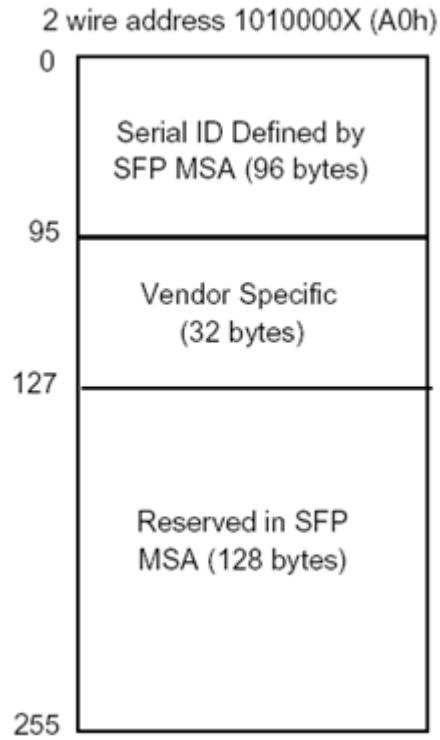 2 wire address 1010000X (A0h)
0
Serial ID Defined by
SFP MSA (96 bytes)
95
Vendor Specific
(32 bytes)
127
Reserved in SFP
MSA (128 bytes)
255